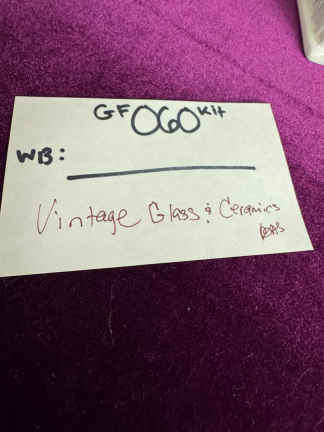 GF 060 Kit
WB:
Vintage Glass & Ceramics